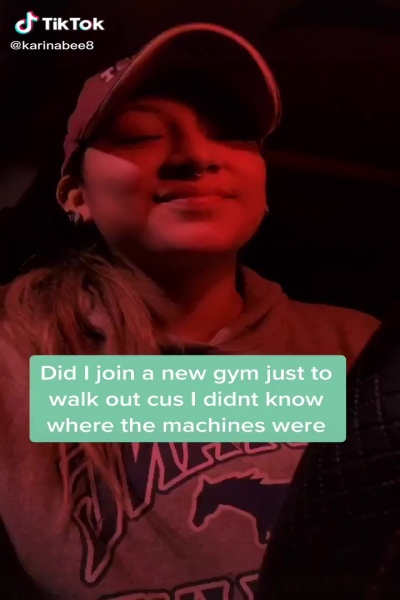 TikTok
@karinabee8
Did I join a new gym just to
walk out cus I didnt know
where the machines were